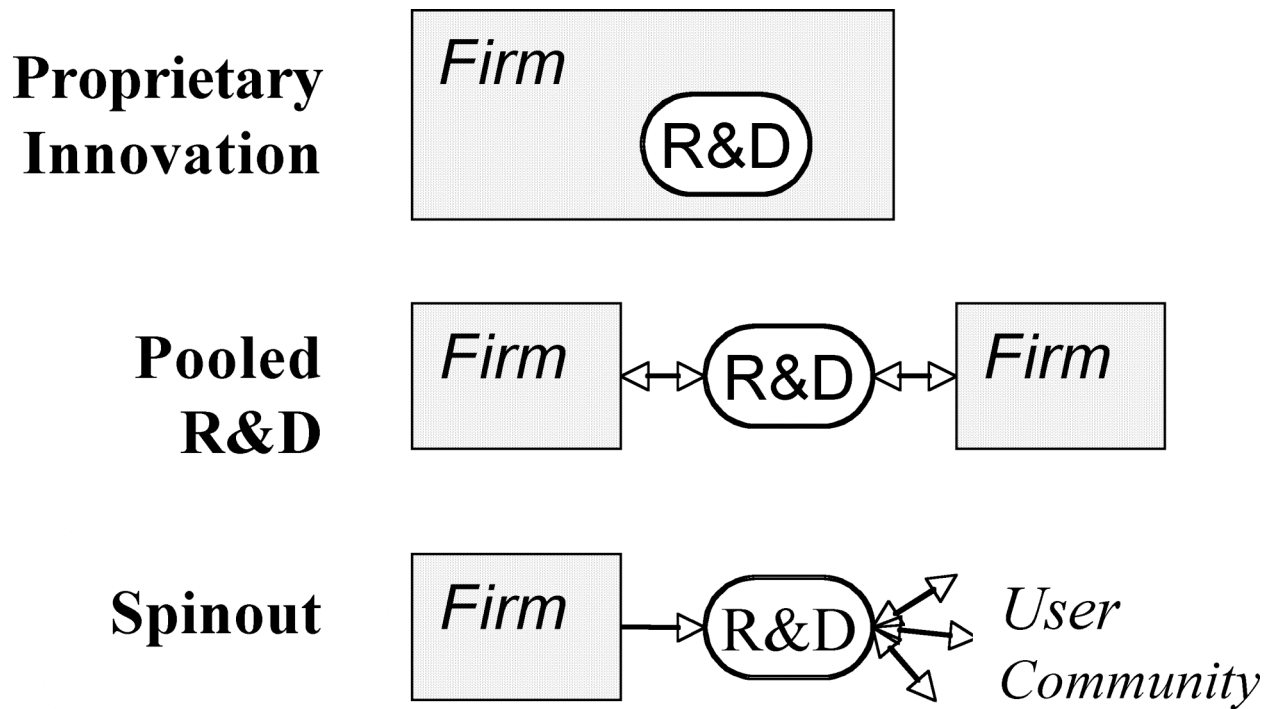 Proprietary
Innovation
Firm
R&D
Pooled
R&D
Firm
R&D
Firm
Spinout
Firm
R&D
User
Community